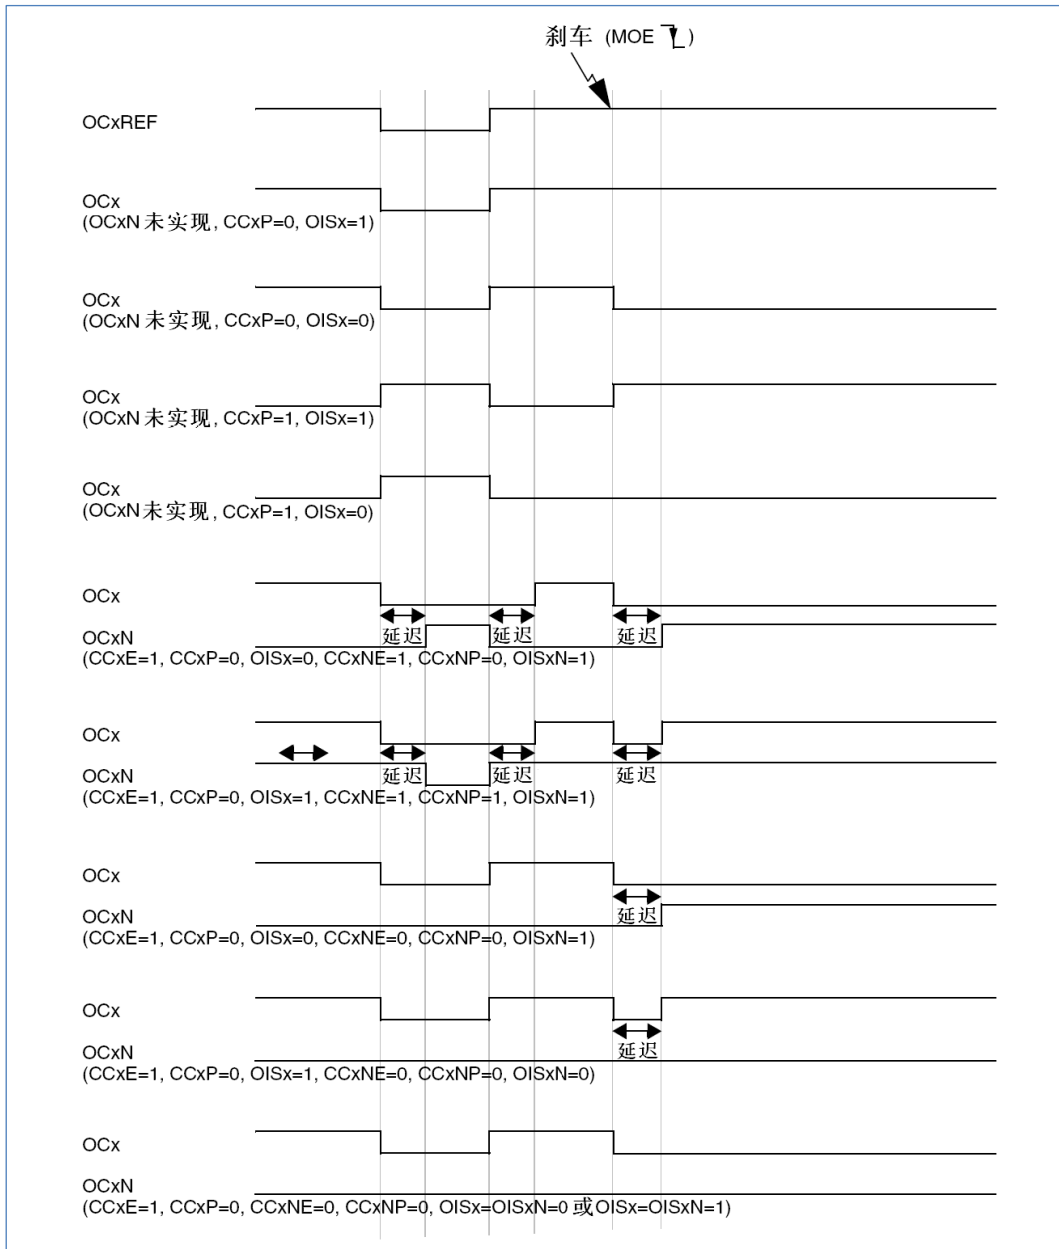 刹车 (MOE )
OCxREF
OCx
(OCxN 未实现, CCxP=0, OISx=1)
OCx
(OCxN 未实现, CCxP=0, OISx=0)
OCx
(OCxN 未实现, CCxP=1, OISx=1)
OCx
(OCxN 未实现, CCxP=1, OISx=0)
OCx
延迟 延迟 延迟
OCxN
(CCxE=1, CCxP=0, OISx=0, CCxNE=1, CCxNP=0, OISxN=1)
OCx
延迟 延迟 延迟
OCxN
(CCxE=1, CCxP=0, OISx=1, CCxNE=1, CCxNP=1, OISxN=1)
OCx
延迟
OCxN
(CCxE=1, CCxP=0, OISx=0, CCxNE=0, CCxNP=0, OISxN=1)
OCx
延迟
OCxN
(CCxE=1, CCxP=0, OISx=1, CCxNE=0, CCxNP=0, OISxN=0)
OCx
OCxN
(CCxE=1, CCxP=0, CCxNE=0, CCxNP=0, OISx=OISxN=0 或OISx=OISxN=1)